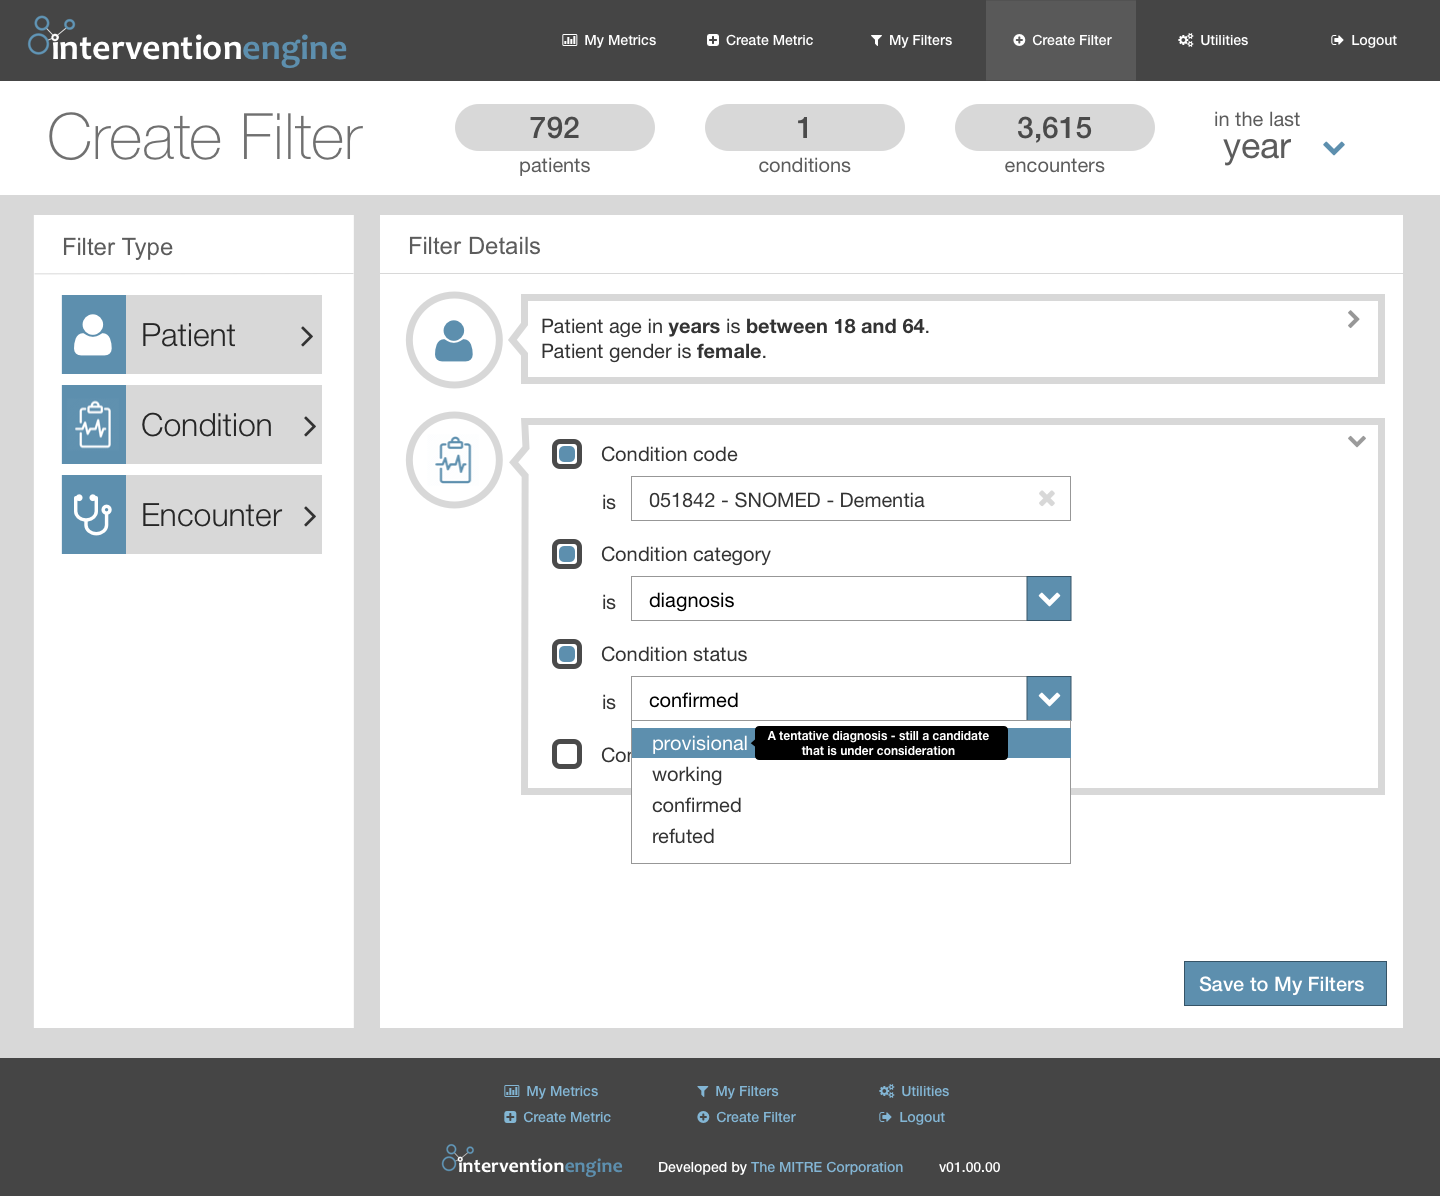 interventionengine
My Metrics
Create Metric
My Filters
Create Filter
Utilities
Logout
Create Filter
792
patients
1
conditions
3,615
encounters
in the last
year
Filter Type
Patient
Condition
Encounter
Filter Details
Patient age in years is between 18 and 64.
Patient gender is female.
Condition code
is 051842 - SNOMED - Dementia
Condition category
is diagnosis
Condition status
is confirmed
provisional
A tentative diagnosis - still a candidate
that is under consideration
working
confirmed
refuted
Save to My Filters
My Metrics
My Filters
Utilities
Create Metric
Create Filter
Logout
interventionengine
Developed by The MITRE Corporation
v01.00.00